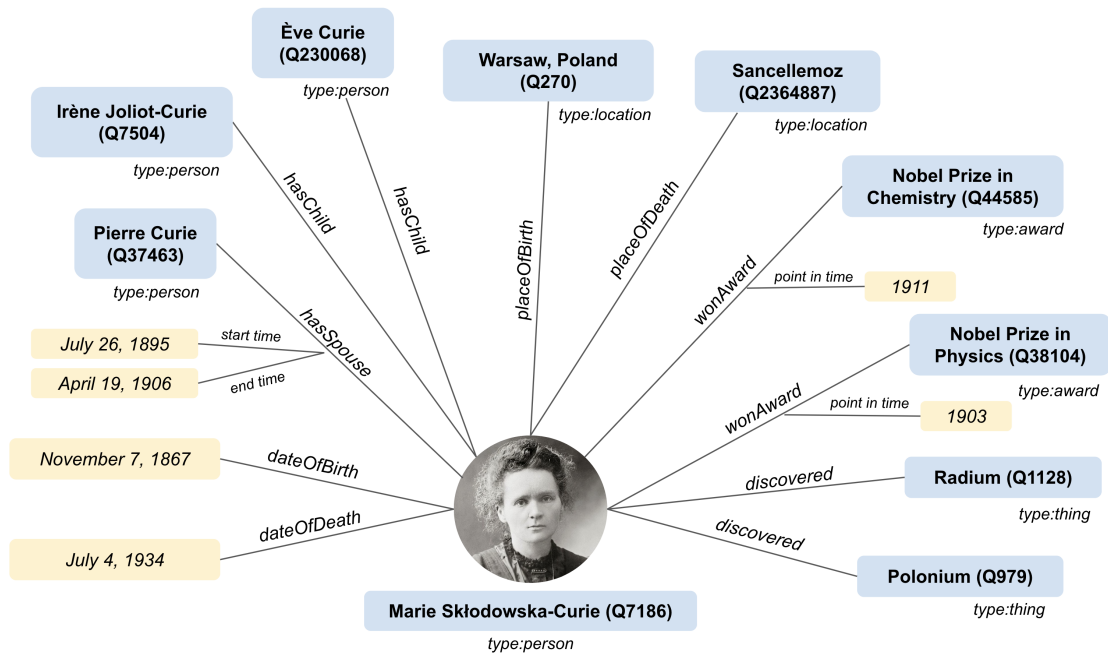 Ève Curie
(Q230068)
type:person
Warsaw, Poland
(Q270)
type:location
Sancellemoz
(Q2364887)
type:location
Irène Joliot-Curie
(Q7504)
type:person
Nobel Prize in
Chemistry (Q44585)
type:award
Pierre Curie
(Q37463)
type:person
hasChild
hasChild
placeOfBirth
placeOfDeath
wonAward
point in time
1911
hasSpouse
July 26, 1895
start time
April 19, 1906
end time
Nobel Prize in
Physics (Q38104)
type:award
wonAward
point in time
1903
November 7, 1867
dateOfBirth
discovered
Radium (Q1128)
type:thing
July 4, 1934
dateOfDeath
discovered
Polonium (Q979)
type:thing
Marie Skłodowska-Curie (Q7186)
type:person